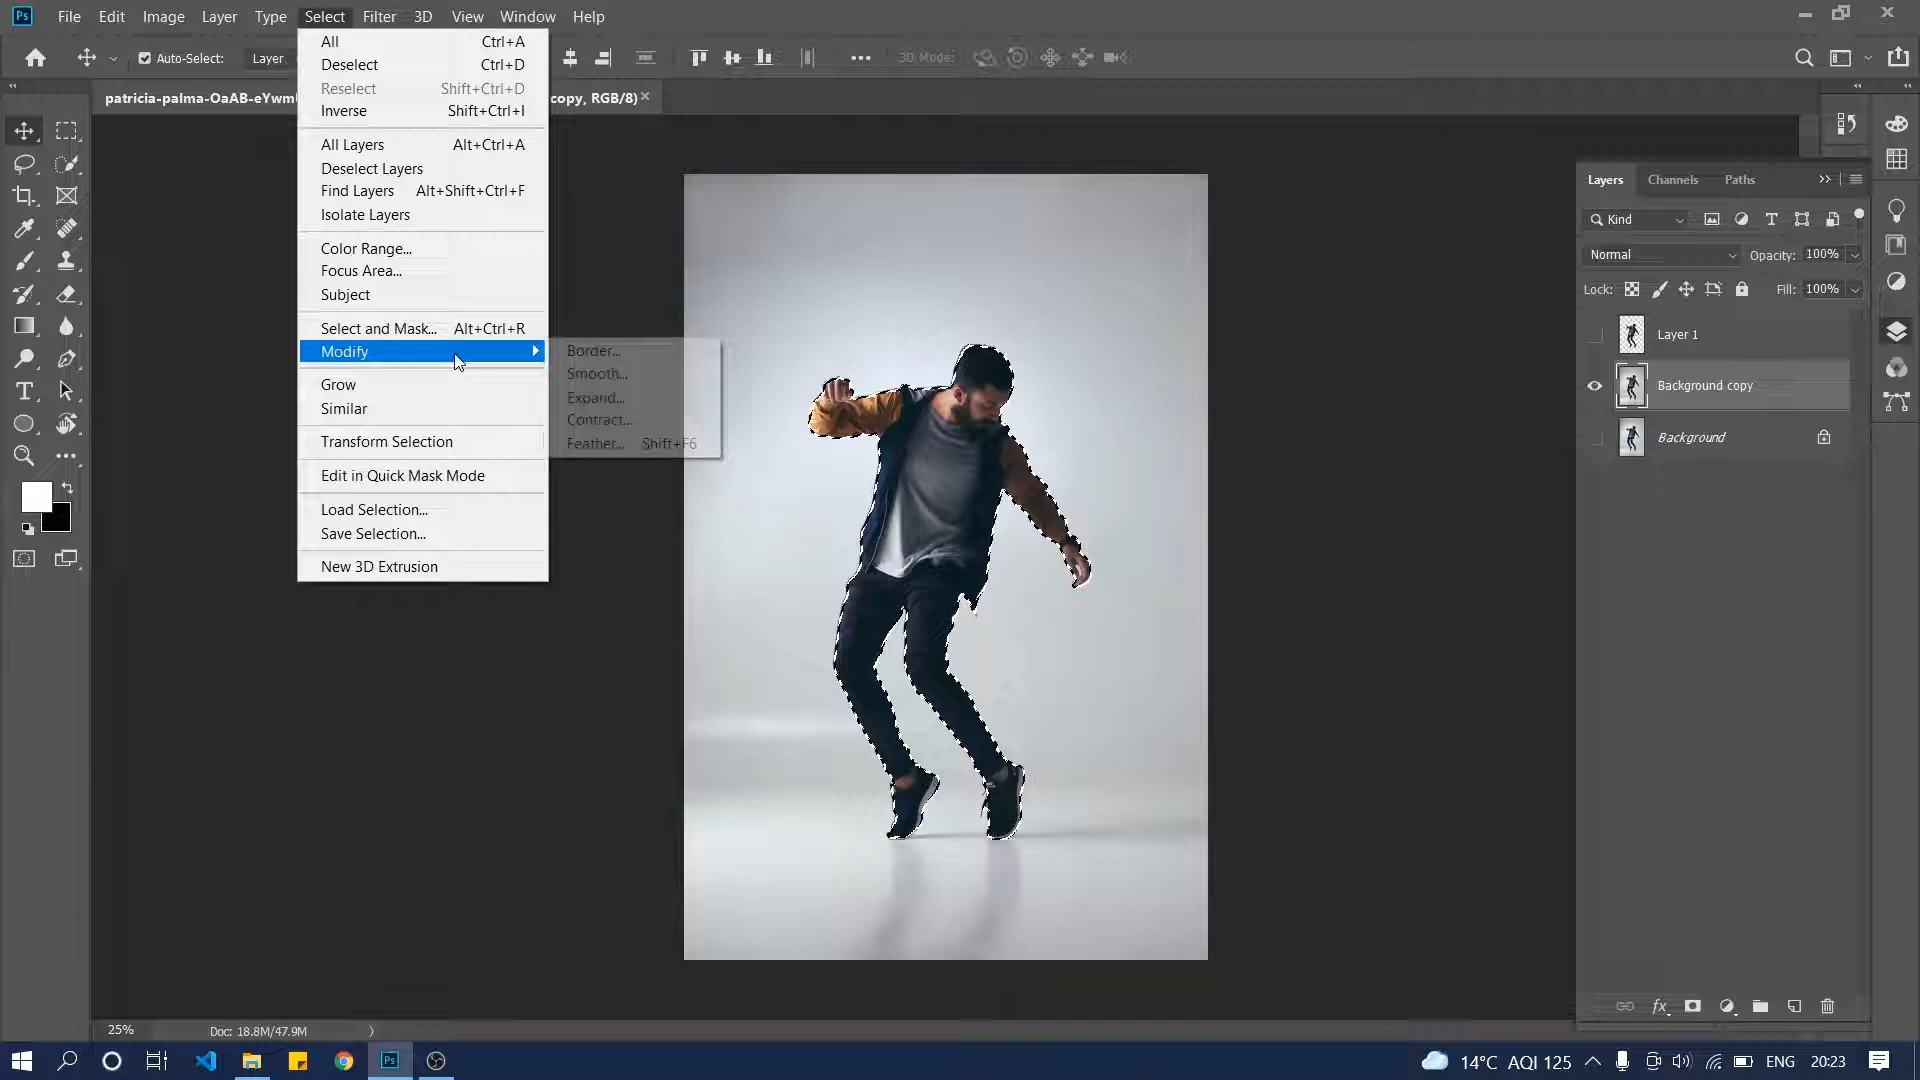 Ps File Edit Image Layer Type Select Filter 3D View Window Help
Auto-Select: Layer 3D Mode:
patricia-palma-OaAB-eYwm copy, RGB/8)
All Ctrl+A
Deselect Ctrl+D
Reselect Shift+Ctrl+D
Inverse Shift+Ctrl+I
All Layers Alt+Ctrl+A
Deselect Layers
Find Layers Alt+Shift+Ctrl+F
Isolate Layers
Color Range...
Focus Area...
Subject
Select and Mask... Alt+Ctrl+R
Modify
Grow
Similar
Transform Selection
Edit in Quick Mask Mode
Load Selection...
Save Selection...
New 3D Extrusion
Border...
Smooth...
Expand...
Contract...
Feather... Shift+F6
Layers Channels Paths
Kind
Normal Opacity: 100%
Lock: Fill: 100%
Layer 1
Background copy
Background
fx
25% Doc: 18.8M/47.9M
Ps 14°C AQI 125 ENG 20:23